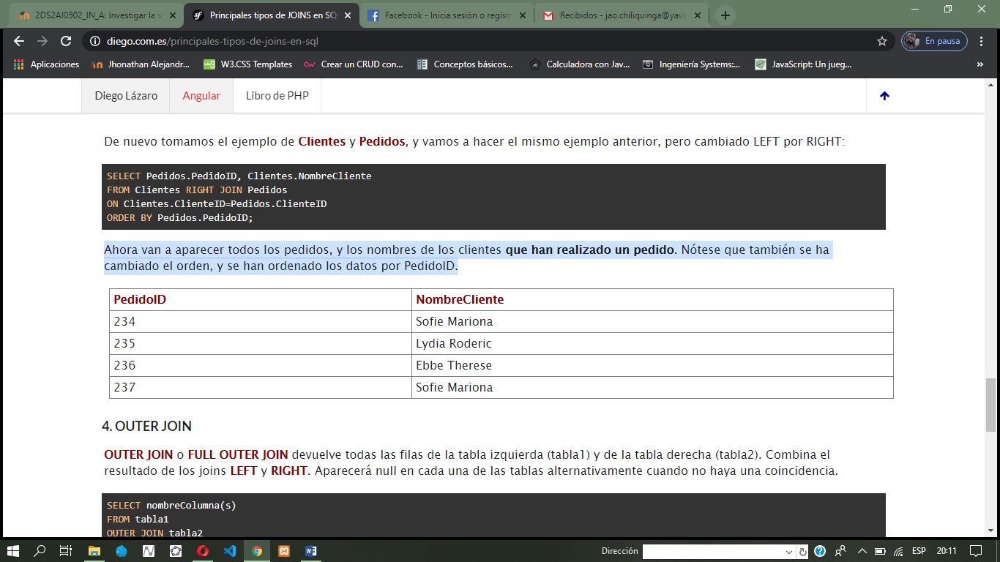 2DS2AI0502_IN_A: Investigar la s
Principales tipos de JOINS en SQ
Facebook - Inicia sesión o regístr
Recibidos - jao.chiliquinga@yavir
diego.com.es/principales-tipos-de-joins-en-sql
En pausa
Aplicaciones
Jhonathan Alejandr...
W3.CSS Templates
Crear un CRUD con...
Conceptos básicos...
Calculadora con Jav...
Ingeniería Systems:...
JavaScript: Un jueg...
»
Diego Lázaro
Angular
Libro de PHP
De nuevo tomamos el ejemplo de Clientes y Pedidos, y vamos a hacer el mismo ejemplo anterior, pero cambiado LEFT por RIGHT:
SELECT Pedidos.PedidoID, Clientes.NombreCliente
FROM Clientes RIGHT JOIN Pedidos
ON Clientes.ClienteID=Pedidos.ClienteID
ORDER BY Pedidos.PedidoID;
Ahora van a aparecer todos los pedidos, y los nombres de los clientes que han realizado un pedido. Nótese que también se ha
cambiado el orden, y se han ordenado los datos por PedidoID.
PedidoID NombreCliente
234 Sofie Mariona
235 Lydia Roderic
236 Ebbe Therese
237 Sofie Mariona
4. OUTER JOIN
OUTER JOIN o FULL OUTER JOIN devuelve todas las filas de la tabla izquierda (tabla1) y de la tabla derecha (tabla2). Combina el
resultado de los joins LEFT y RIGHT. Aparecerá null en cada una de las tablas alternativamente cuando no haya una coincidencia.
SELECT nombreColumna(s)
FROM tabla1
OUTER JOIN tabla2
Dirección
ESP
20:11